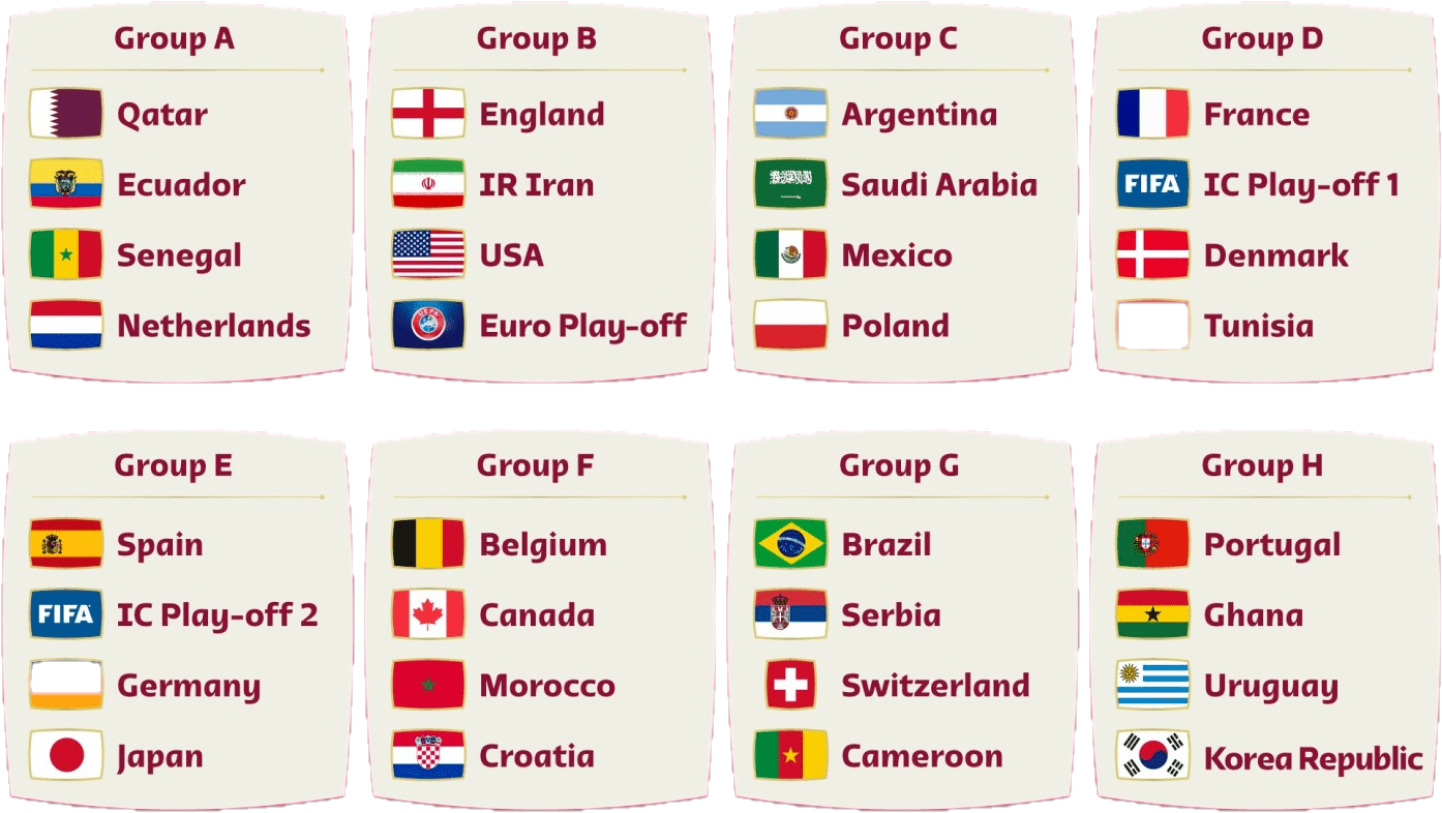 Group A
Qatar
Ecuador
Senegal
Netherlands
Group B
England
IR Iran
USA
Euro Play-off
Group C
Argentina
Saudi Arabia
Mexico
Poland
Group D
France
FIFA IC Play-off 1
Denmark
Tunisia
Group E
Spain
FIFA IC Play-off 2
Germany
Japan
Group F
Belgium
Canada
Morocco
Croatia
Group G
Brazil
Serbia
Switzerland
Cameroon
Group H
Portugal
Ghana
Uruguay
Korea Republic